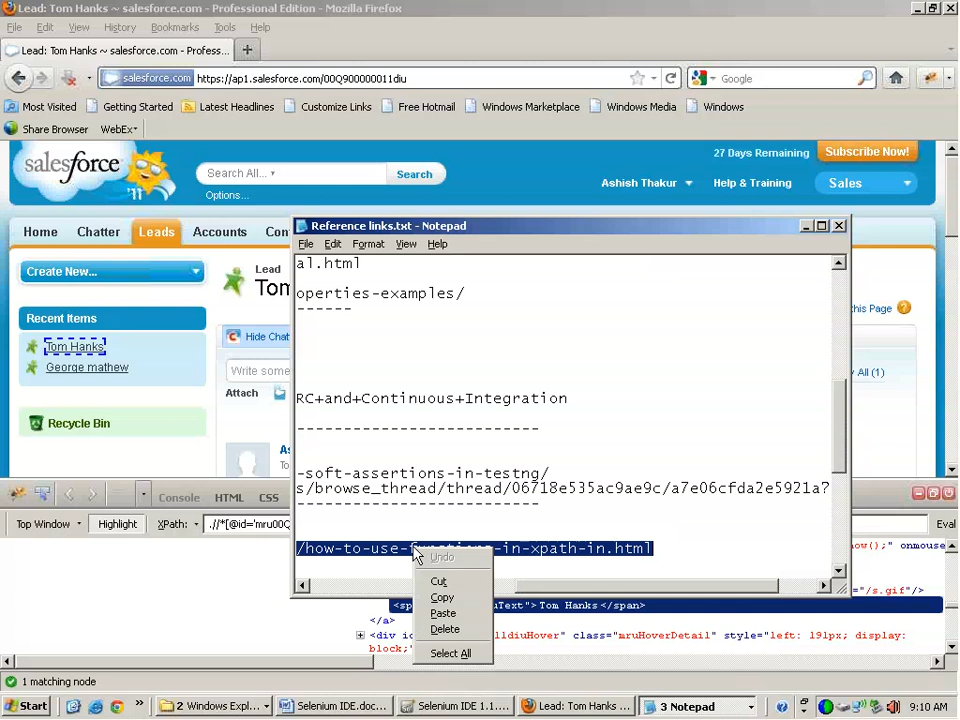 Lead: Tom Hanks ~ salesforce.com - Professional Edition - Mozilla Firefox
File Edit View History Bookmarks Tools Help
Lead: Tom Hanks ~ salesforce.com - Profess...
salesforce.com https://ap1.salesforce.com/00Q900000011diu Google
Most Visited Getting Started Latest Headlines Customize Links Free Hotmail Windows Marketplace Windows Media Windows
Share Browser WebEx
salesforce '11
Search All... Search
Options...
27 Days Remaining Subscribe Now!
Ashish Thakur Help & Training Sales
Home Chatter Leads Accounts
Create New...
Lead
Recent Items
Tom Hanks
George mathew
Recycle Bin
Hide
Write
Attach
Page
(1)
Reference links.txt - Notepad
File Edit Format View Help
al.html
operties-examples/
------
RC+and+Continuous+Integration
--------------------------
-soft-assertions-in-testng/
s/browse_thread/thread/06718e535ac9ae9c/a7e06cfda2e5921a?
--------------------------
/how-to-use-functions-in-xpath-in.html
Undo
Cut
Copy
Paste
Delete
Select All
Console HTML CSS
Top Window Highlight XPath: Eval
Tom Hanks</span>
</a>
class="mruHoverDetail" style="left: 191px; display:
block;"
1 matching node
Start 2 Windows Expl... Selenium IDE.doc... Selenium IDE 1.1.... Lead: Tom Hanks ... 3 Notepad 9:10 AM